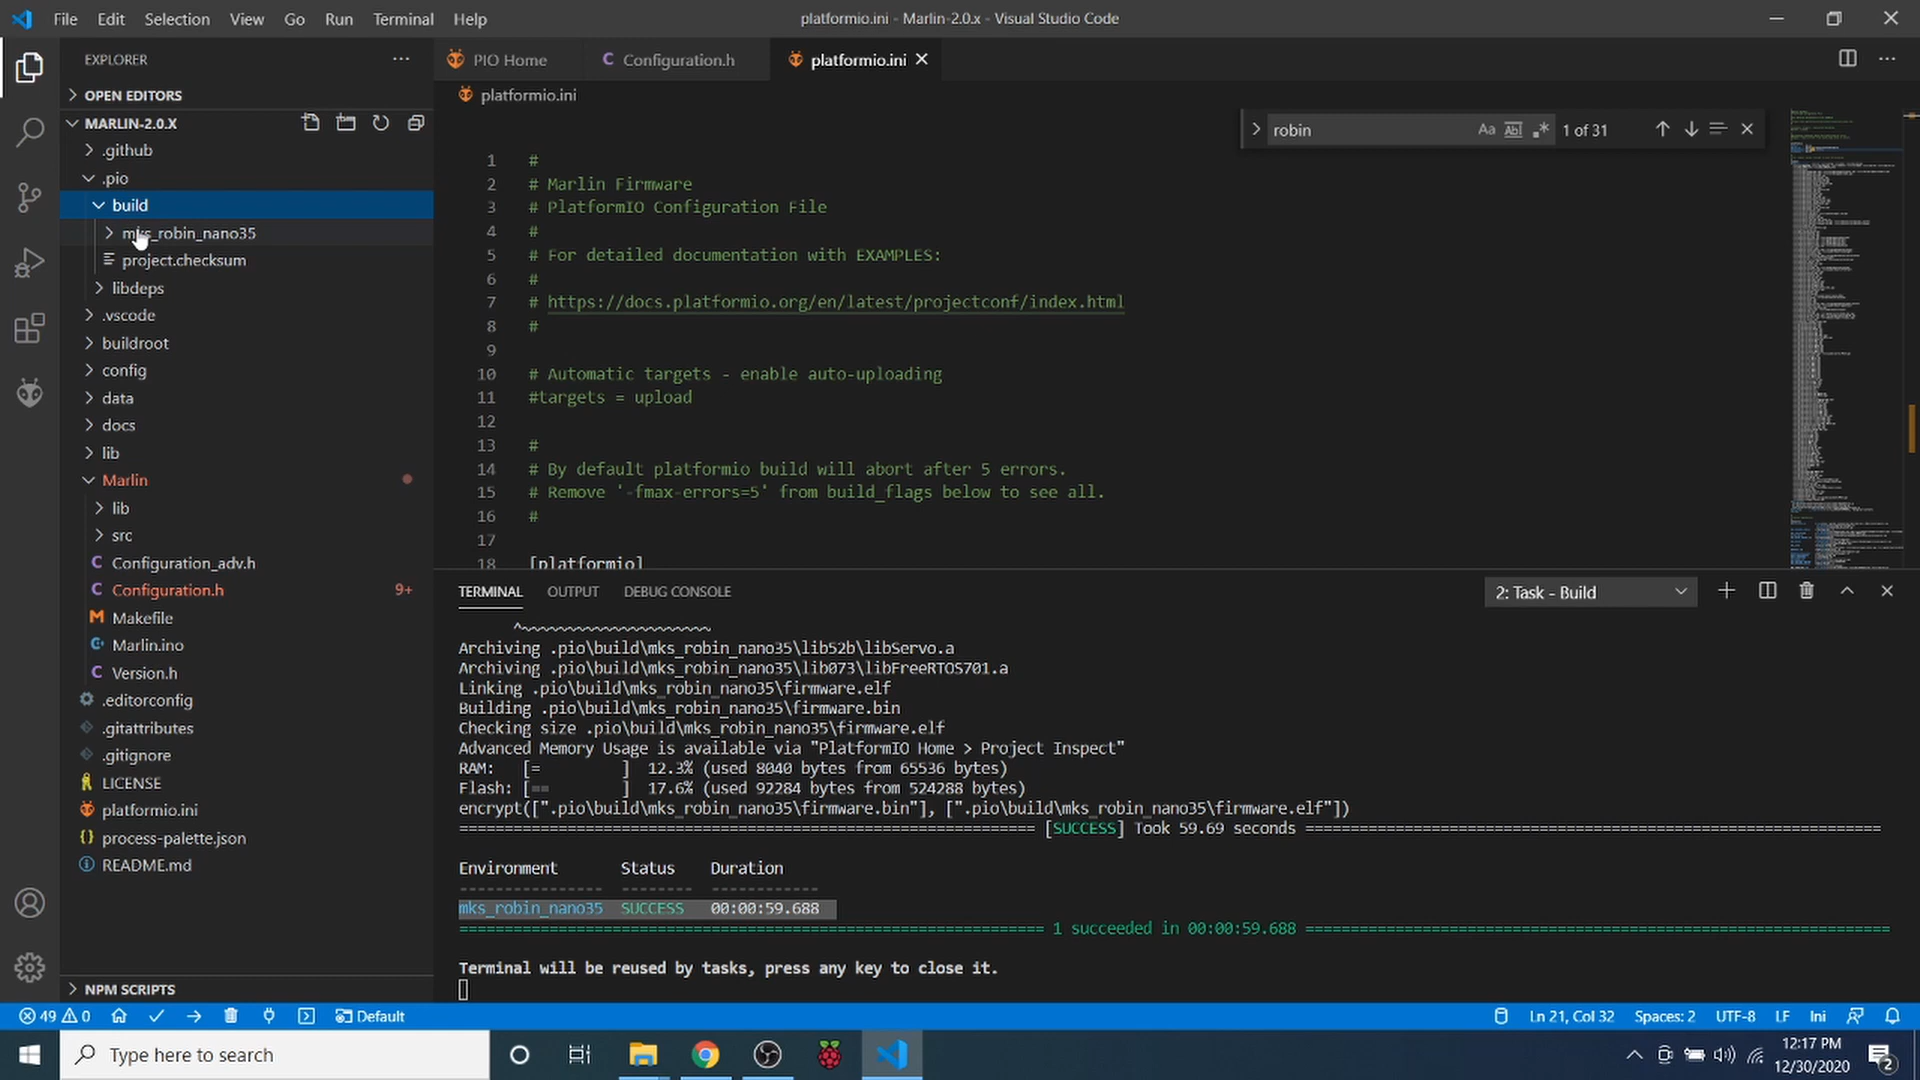 File Edit Selection View Go Run Terminal Help
platformio.ini - Marlin-2.0.x - Visual Studio Code
EXPLORER
OPEN EDITORS
MARLIN-2.0.X
.github
.pio
build
mks_robin_nano35
project.checksum
libdeps
.vscode
buildroot
config
data
docs
lib
Marlin
lib
src
Configuration_adv.h
Configuration.h 9+
Makefile
Marlin.ino
Version.h
.editorconfig
.gitattributes
.gitignore
LICENSE
platformio.ini
process-palette.json
README.md
NPM SCRIPTS
PIO Home
Configuration.h
platformio.ini
platformio.ini
robin
Aa Abl .* 1 of 31
1 #
2 # Marlin Firmware
3 # PlatformIO Configuration File
4 #
5 # For detailed documentation with EXAMPLES:
6 #
7 # https://docs.platformio.org/en/latest/projectconf/index.html
8 #
9
10 # Automatic targets - enable auto-uploading
11 #targets = upload
12
13 #
14 # By default platformio build will abort after 5 errors.
15 # Remove '-fmax-errors=5' from build_flags below to see all.
16 #
17
18 [platformio]
TERMINAL OUTPUT DEBUG CONSOLE
2: Task - Build
^~~~~~~~~~~~~~~~~~~~~~
Archiving .pio\build\mks_robin_nano35\lib52b\libServo.a
Archiving .pio\build\mks_robin_nano35\lib073\libFreeRTOS701.a
Linking .pio\build\mks_robin_nano35\firmware.elf
Building .pio\build\mks_robin_nano35\firmware.bin
Checking size .pio\build\mks_robin_nano35\firmware.elf
Advanced Memory Usage is available via "PlatformIO Home > Project Inspect"
RAM: [= ] 12.3% (used 8040 bytes from 65536 bytes)
Flash: [== ] 17.6% (used 92284 bytes from 524288 bytes)
encrypt([".pio\build\mks_robin_nano35\firmware.bin"], [".pio\build\mks_robin_nano35\firmware.elf"])
[SUCCESS] Took 59.69 seconds
Environment Status Duration
---------------- -------- ------------
mks_robin_nano35 SUCCESS 00:00:59.688
1 succeeded in 00:00:59.688
Terminal will be reused by tasks, press any key to close it.
49 0
Default
Ln 21, Col 32 Spaces: 2 UTF-8 LF Ini
Type here to search
12:17 PM
12/30/2020
2